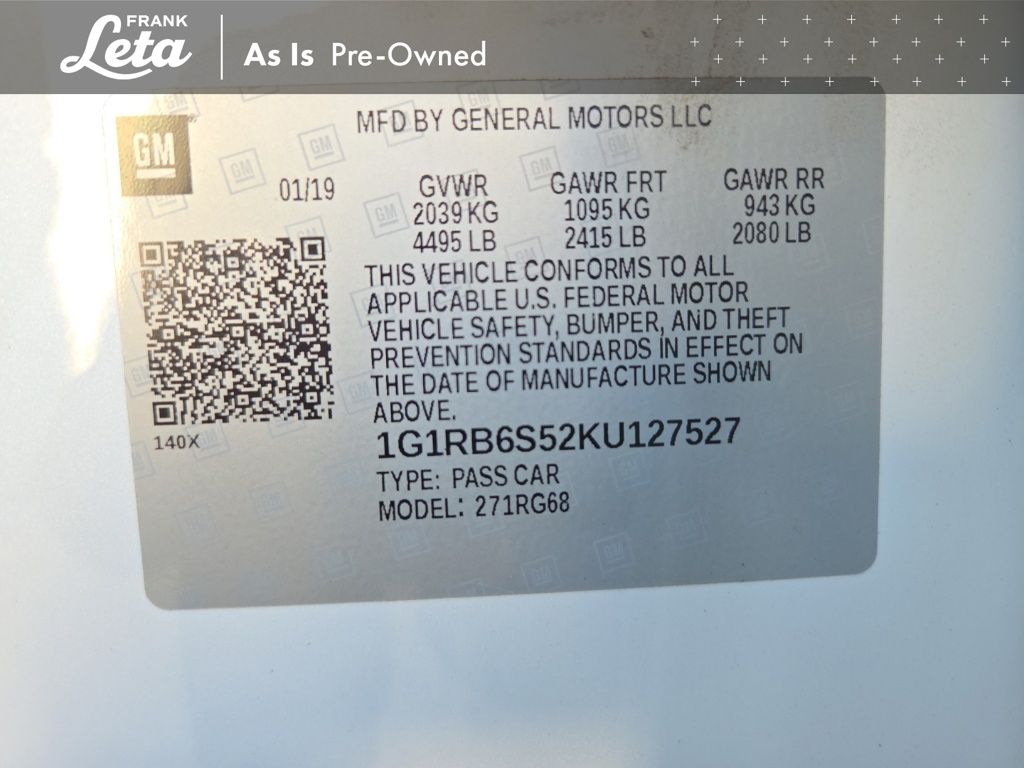 FRANK
Leta
As Is Pre-Owned
MFD BY GENERAL MOTORS LLC
GM
01/19
GVWR GAWR FRT GAWR RR
2039 KG 1095 KG 943 KG
4495 LB 2415 LB 2080 LB
THIS VEHICLE CONFORMS TO ALL
APPLICABLE U.S. FEDERAL MOTOR
VEHICLE SAFETY, BUMPER, AND THEFT
PREVENTION STANDARDS IN EFFECT ON
THE DATE OF MANUFACTURE SHOWN
ABOVE.
140X
1G1RB6S52KU127527
TYPE: PASS CAR
MODEL: 271RG68